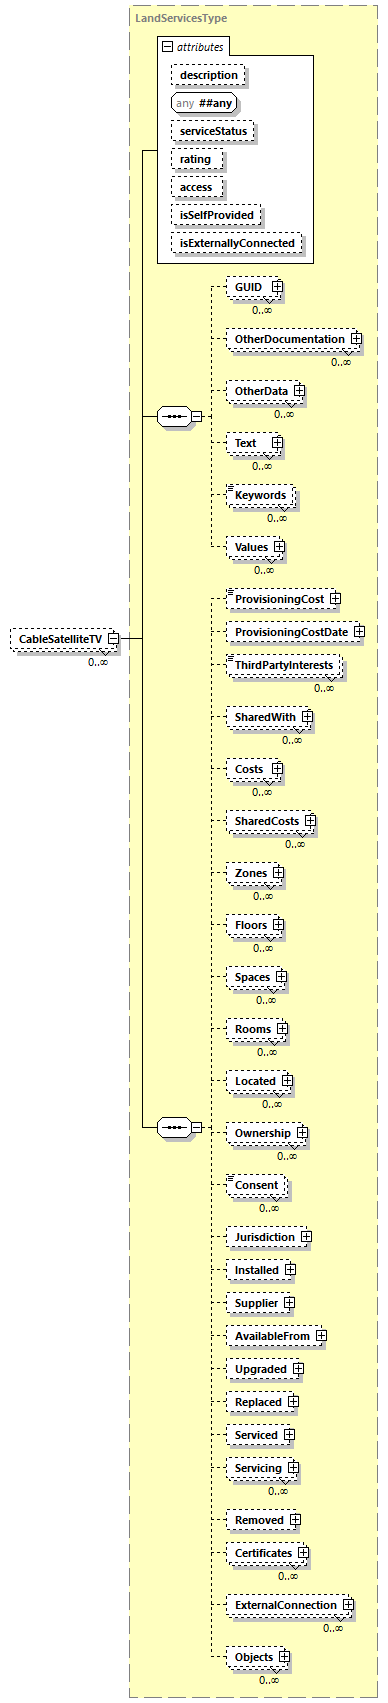 LandServicesType
attributes
description
any ##any
serviceStatus
rating
access
isSelfProvided
isExternallyConnected
GUID
0..∞
OtherDocumentation
0..∞
OtherData
0..∞
Text
0..∞
Keywords
0..∞
Values
0..∞
ProvisioningCost
CableSatelliteTV
0..∞
ProvisioningCostDate
ThirdPartyInterests
0..∞
SharedWith
0..∞
Costs
0..∞
SharedCosts
0..∞
Zones
0..∞
Floors
0..∞
Spaces
0..∞
Rooms
0..∞
Located
0..∞
Ownership
0..∞
Consent
0..∞
Jurisdiction
Installed
Supplier
AvailableFrom
Upgraded
Replaced
Serviced
Servicing
0..∞
Removed
Certificates
0..∞
ExternalConnection
0..∞
Objects
0..∞